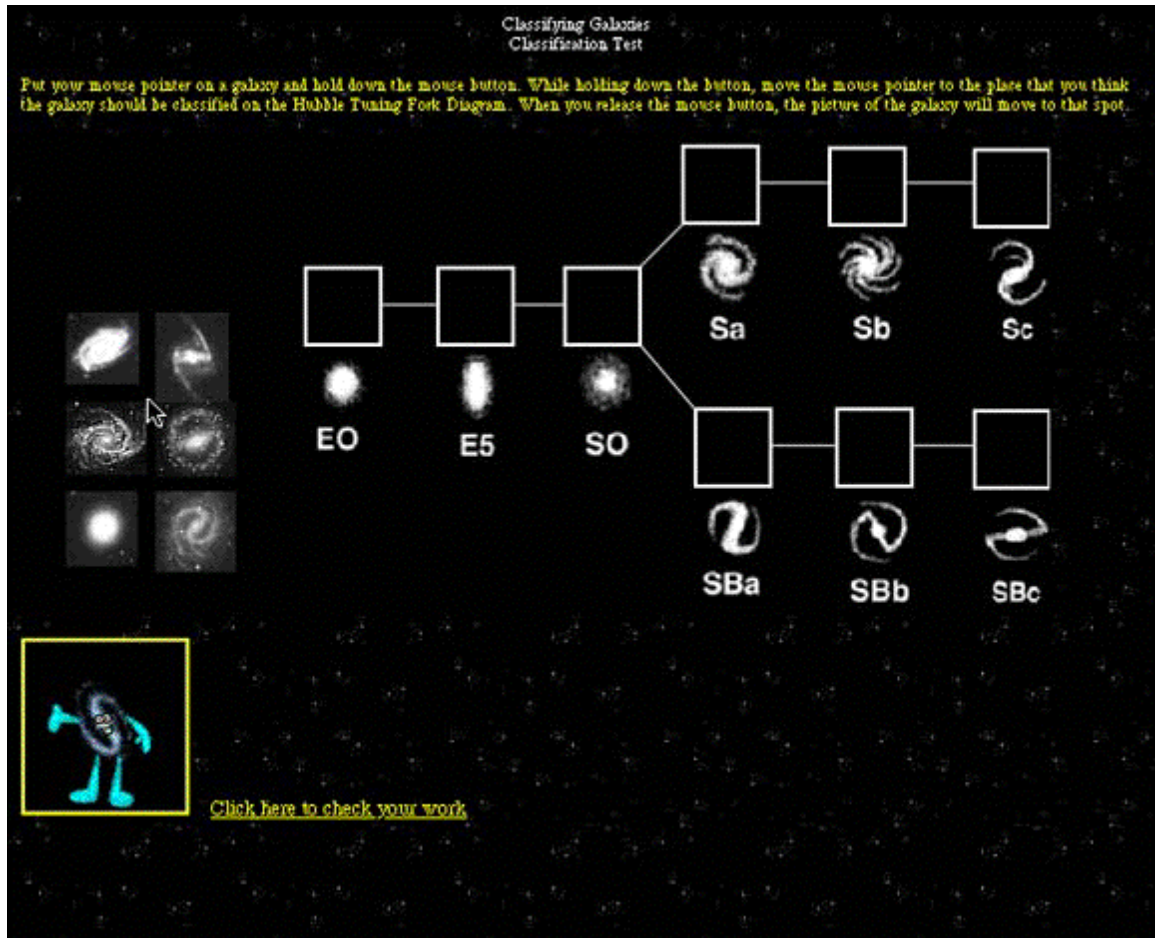 Classifying Galaxies
Classification Test
Put your mouse pointer on a galaxy and hold down the mouse button. While holding down the button, move the mouse pointer to the place that you think
the galaxy should be classified on the Hubble Tuning Fork Diagram. When you release the mouse button, the picture of the galaxy will move to that spot.
Sa
Sb
Sc
EO
E5
SO
SBa
SBb
SBc
Click here to check your work